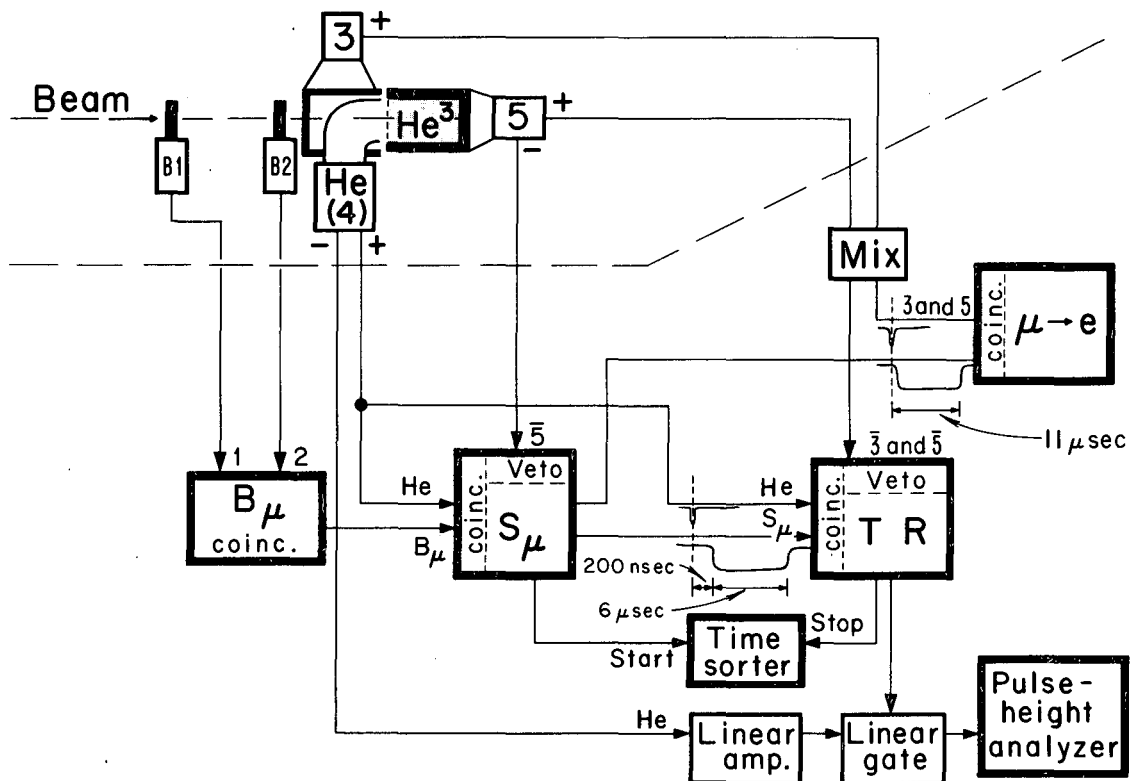 3
+
Beam
He³
5
+
-
B1
B2
He
(4)
-
+
Mix
3 and 5
coinc.
μ → e
11 μsec
1
2
5̅
3̅ and 5̅
Veto
Veto
He
He
coinc.
coinc.
Bμ
coinc.
Sμ
Sμ
T R
Bμ
200 nsec
6 μsec
Stop
Start
Time
sorter
Pulse-
height
analyzer
He
Linear
amp.
Linear
gate